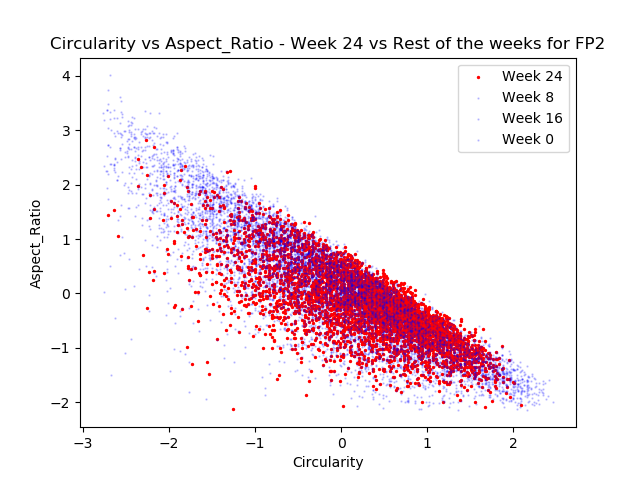 Circularity vs Aspect_Ratio - Week 24 vs Rest of the weeks for FP2
Week 24
Week 8
Week 16
Week 0
4
3
2
1
0
−1
−2
Aspect_Ratio
−3 −2 −1 0 1 2
Circularity